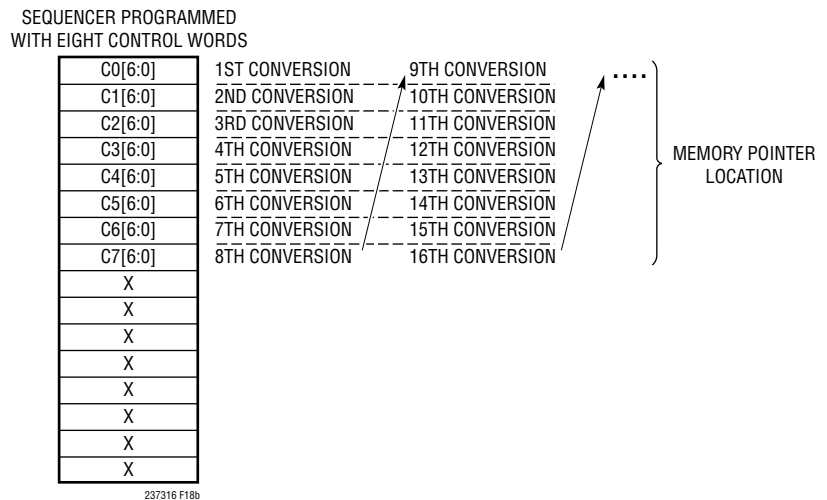 SEQUENCER PROGRAMMED
WITH EIGHT CONTROL WORDS
C0[6:0] 1ST CONVERSION 9TH CONVERSION ....
C1[6:0] 2ND CONVERSION 10TH CONVERSION
C2[6:0] 3RD CONVERSION 11TH CONVERSION
C3[6:0] 4TH CONVERSION 12TH CONVERSION
C4[6:0] 5TH CONVERSION 13TH CONVERSION
C5[6:0] 6TH CONVERSION 14TH CONVERSION
C6[6:0] 7TH CONVERSION 15TH CONVERSION
C7[6:0] 8TH CONVERSION 16TH CONVERSION
MEMORY POINTER
LOCATION
X
X
X
X
X
X
X
X
237316 F18b